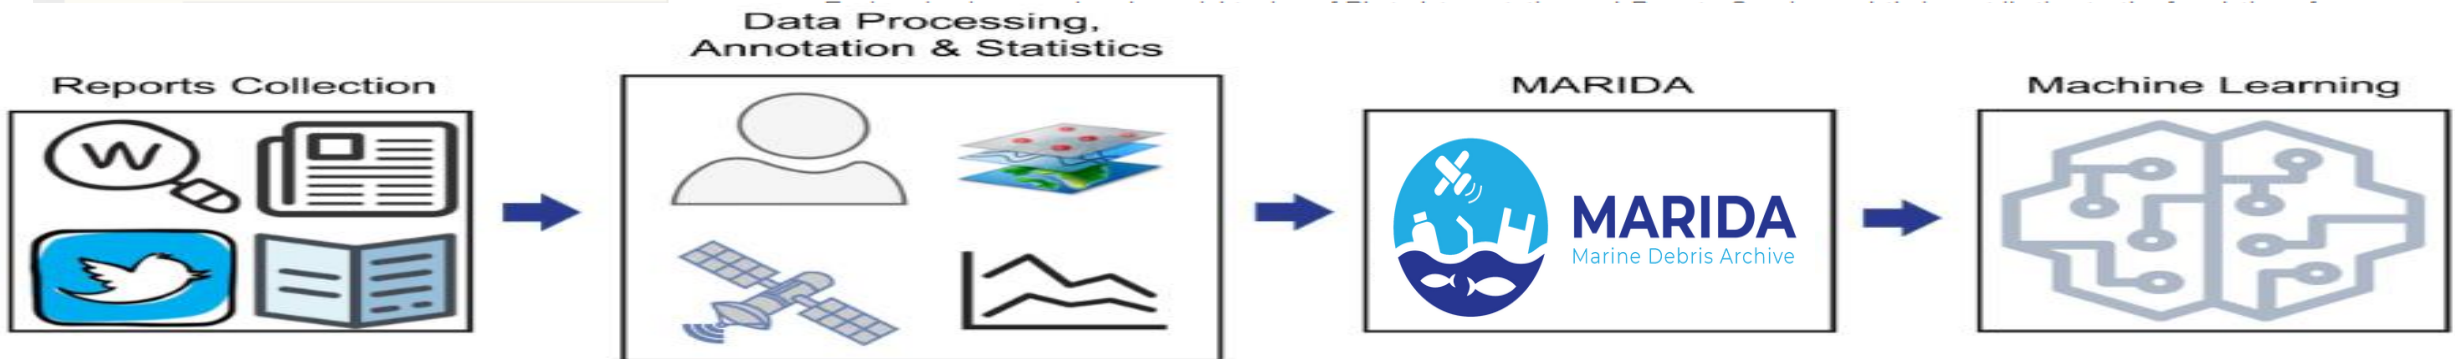 Data Processing,
Annotation & Statistics
Reports Collection
MARIDA
Machine Learning
W
MARIDA
Marine Debris Archive